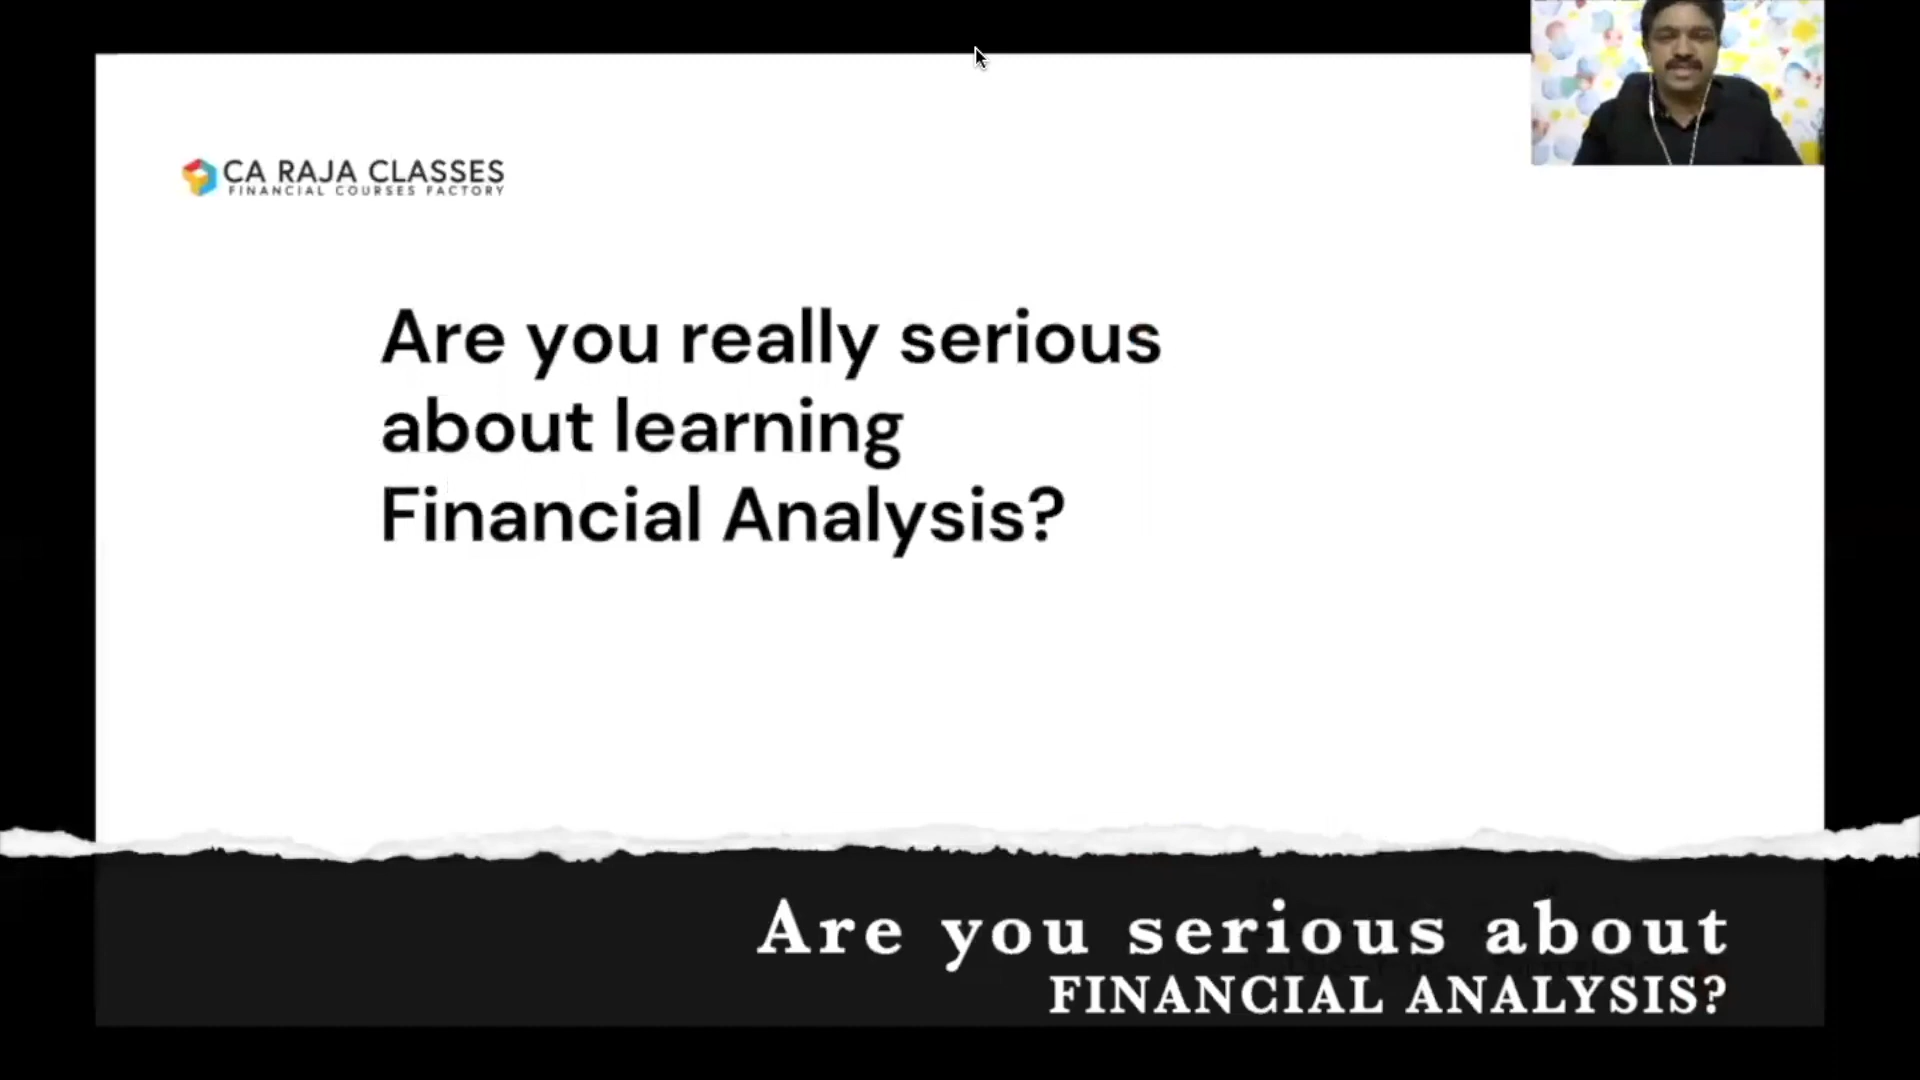 CA RAJA CLASSES
FINANCIAL COURSES FACTORY
Are you really serious
about learning
Financial Analysis?
Are you serious about
FINANCIAL ANALYSIS?